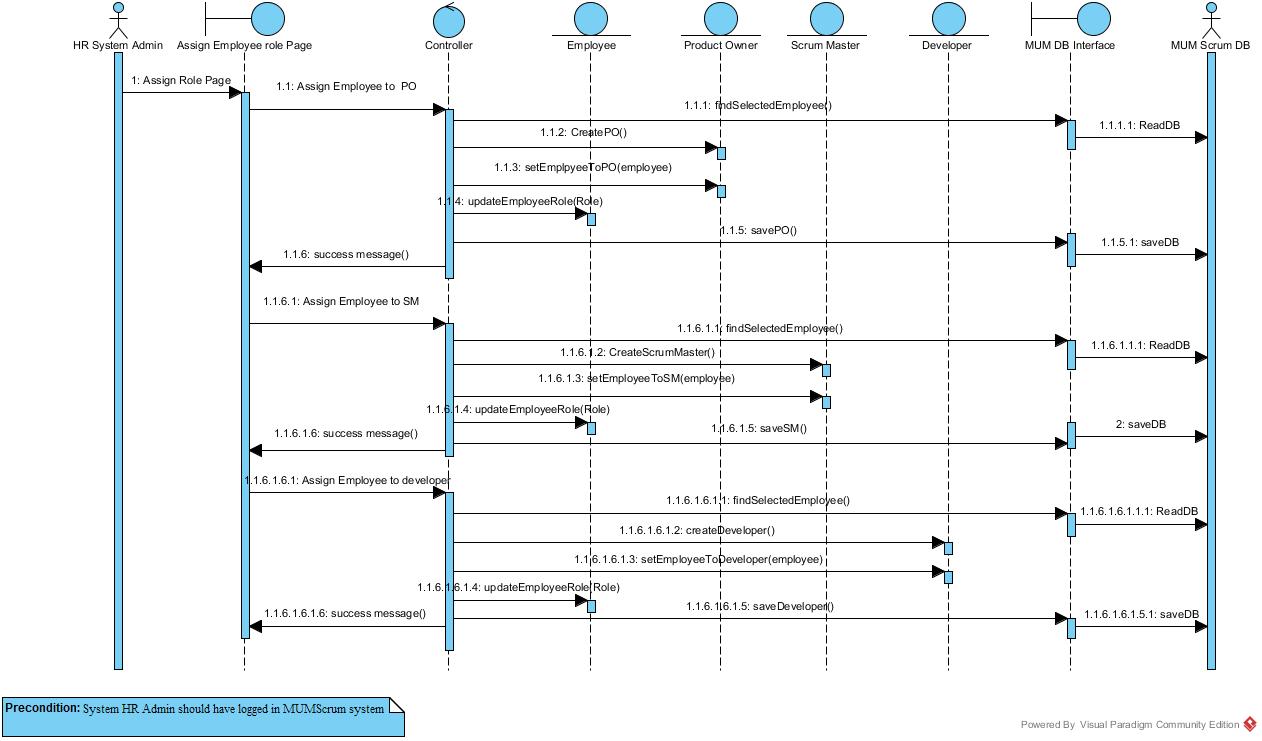 HR System Admin
Assign Employee role Page
Controller
Employee
Product Owner
Scrum Master
Developer
MUM DB Interface
MUM Scrum DB
1: Assign Role Page
1.1: Assign Employee to PO
1.1.1: findSelectedEmployee()
1.1.1.1: ReadDB
1.1.2: CreatePO()
1.1.3: setEmplpyeeToPO(employee)
1.1.4: updateEmployeeRole(Role)
1.1.5: savePO()
1.1.5.1: saveDB
1.1.6: success message()
1.1.6.1: Assign Employee to SM
1.1.6.1.1: findSelectedEmployee()
1.1.6.1.1.1: ReadDB
1.1.6.1.2: CreateScrumMaster()
1.1.6.1.3: setEmployeeToSM(employee)
1.1.6.1.4: updateEmployeeRole(Role)
1.1.6.1.5: saveSM()
2: saveDB
1.1.6.1.6: success message()
1.1.6.1.6.1: Assign Employee to developer
1.1.6.1.6.1.1: findSelectedEmployee()
1.1.6.1.6.1.1.1: ReadDB
1.1.6.1.6.1.2: createDeveloper()
1.1.6.1.6.1.3: setEmployeeToDeveloper(employee)
1.1.6.1.6.1.4: updateEmployeeRole(Role)
1.1.6.1.6.1.5: saveDeveloper()
1.1.6.1.6.1.5.1: saveDB
1.1.6.1.6.1.6: success message()
Precondition: System HR Admin should have logged in MUMScrum system
Powered By Visual Paradigm Community Edition